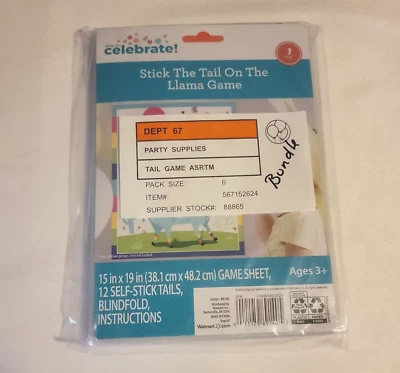 celebrate!
7
Stick The Tail On The
Llama Game
DEPT 67
PARTY SUPPLIES
TAIL GAME ASRTM
PACK SIZE: 6
ITEM#: 567152624
SUPPLIER STOCK#: 88865
Bundle
15 in x 19 in (38.1 cm x 48.2 cm) GAME SHEET,
12 SELF-STICK TAILS,
BLINDFOLD,
INSTRUCTIONS
Ages 3+